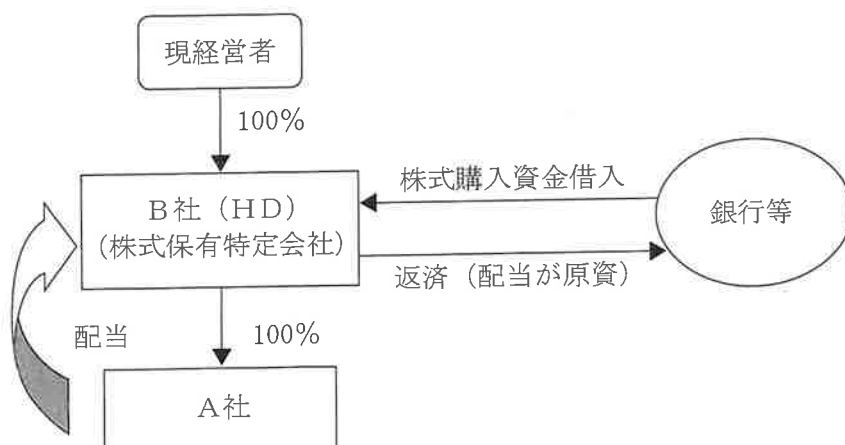 現経営者
100%
B社（HD）
（株式保有特定会社）
株式購入資金借入
銀行等
返済（配当が原資）
配当
100%
A社